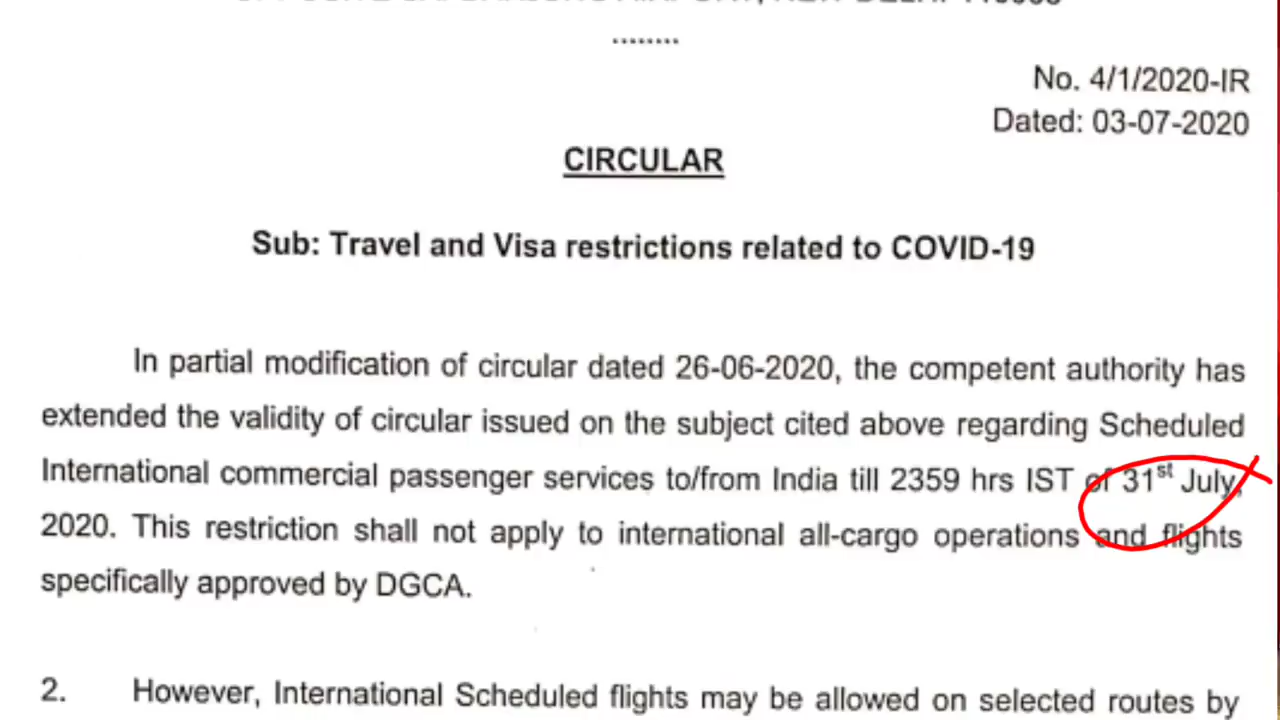 ........
No. 4/1/2020-IR
Dated: 03-07-2020
CIRCULAR
Sub: Travel and Visa restrictions related to COVID-19
In partial modification of circular dated 26-06-2020, the competent authority has
extended the validity of circular issued on the subject cited above regarding Scheduled
International commercial passenger services to/from India till 2359 hrs IST of 31st July,
2020. This restriction shall not apply to international all-cargo operations and flights
specifically approved by DGCA.
2. However, International Scheduled flights may be allowed on selected routes by